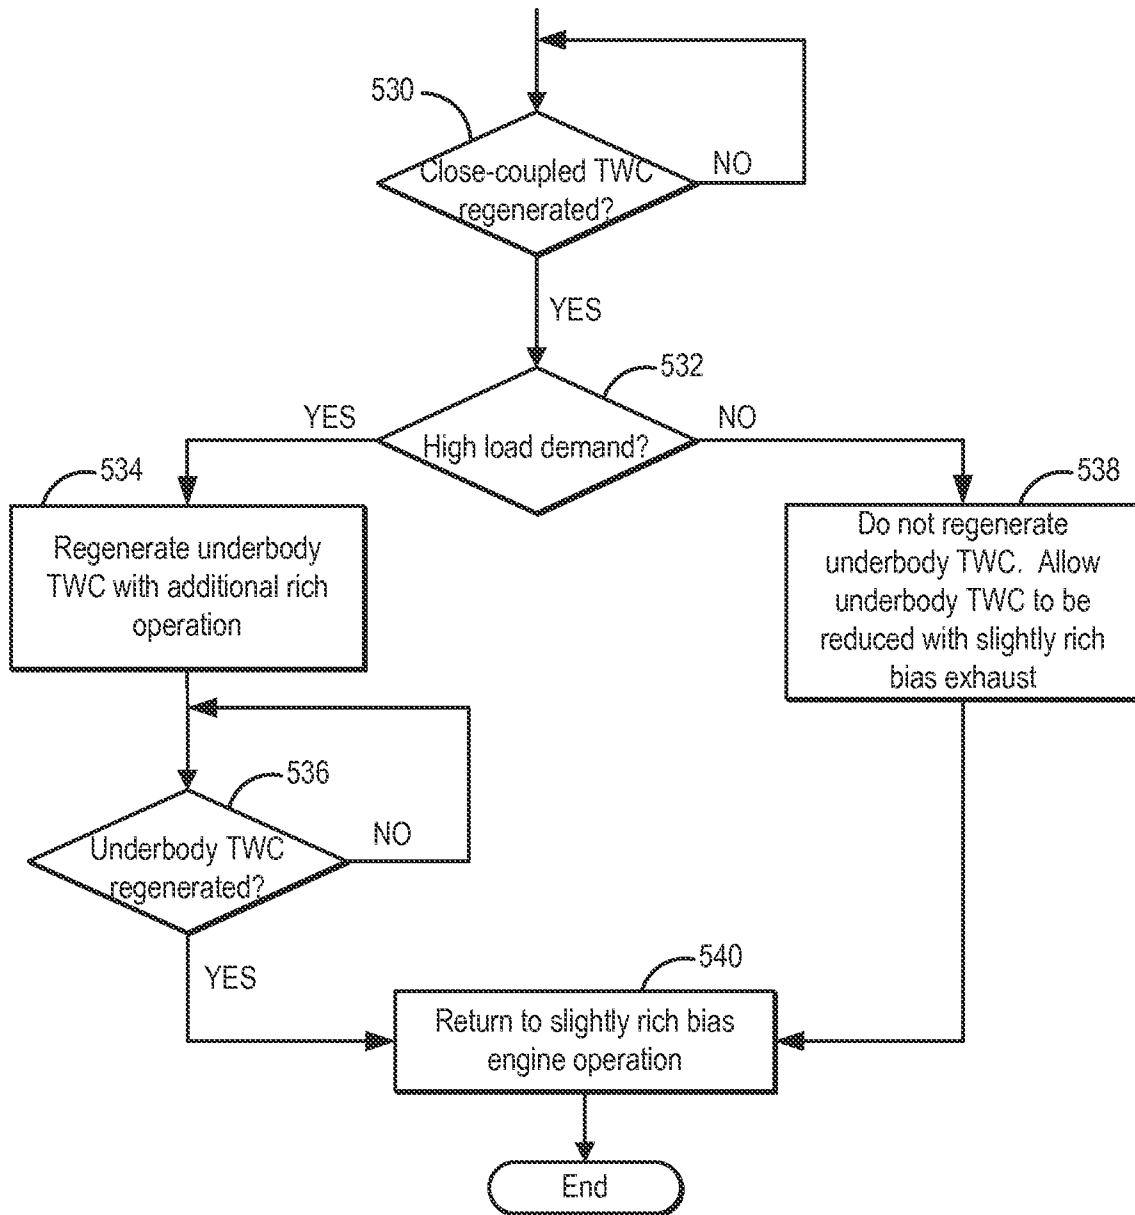 530
Close-coupled TWC
regenerated?
NO
YES
532
YES
High load demand?
NO
534
Regenerate underbody
TWC with additional rich
operation
538
Do not regenerate
underbody TWC. Allow
underbody TWC to be
reduced with slightly rich
bias exhaust
536
Underbody TWC
regenerated?
NO
YES
540
Return to slightly rich bias
engine operation
End